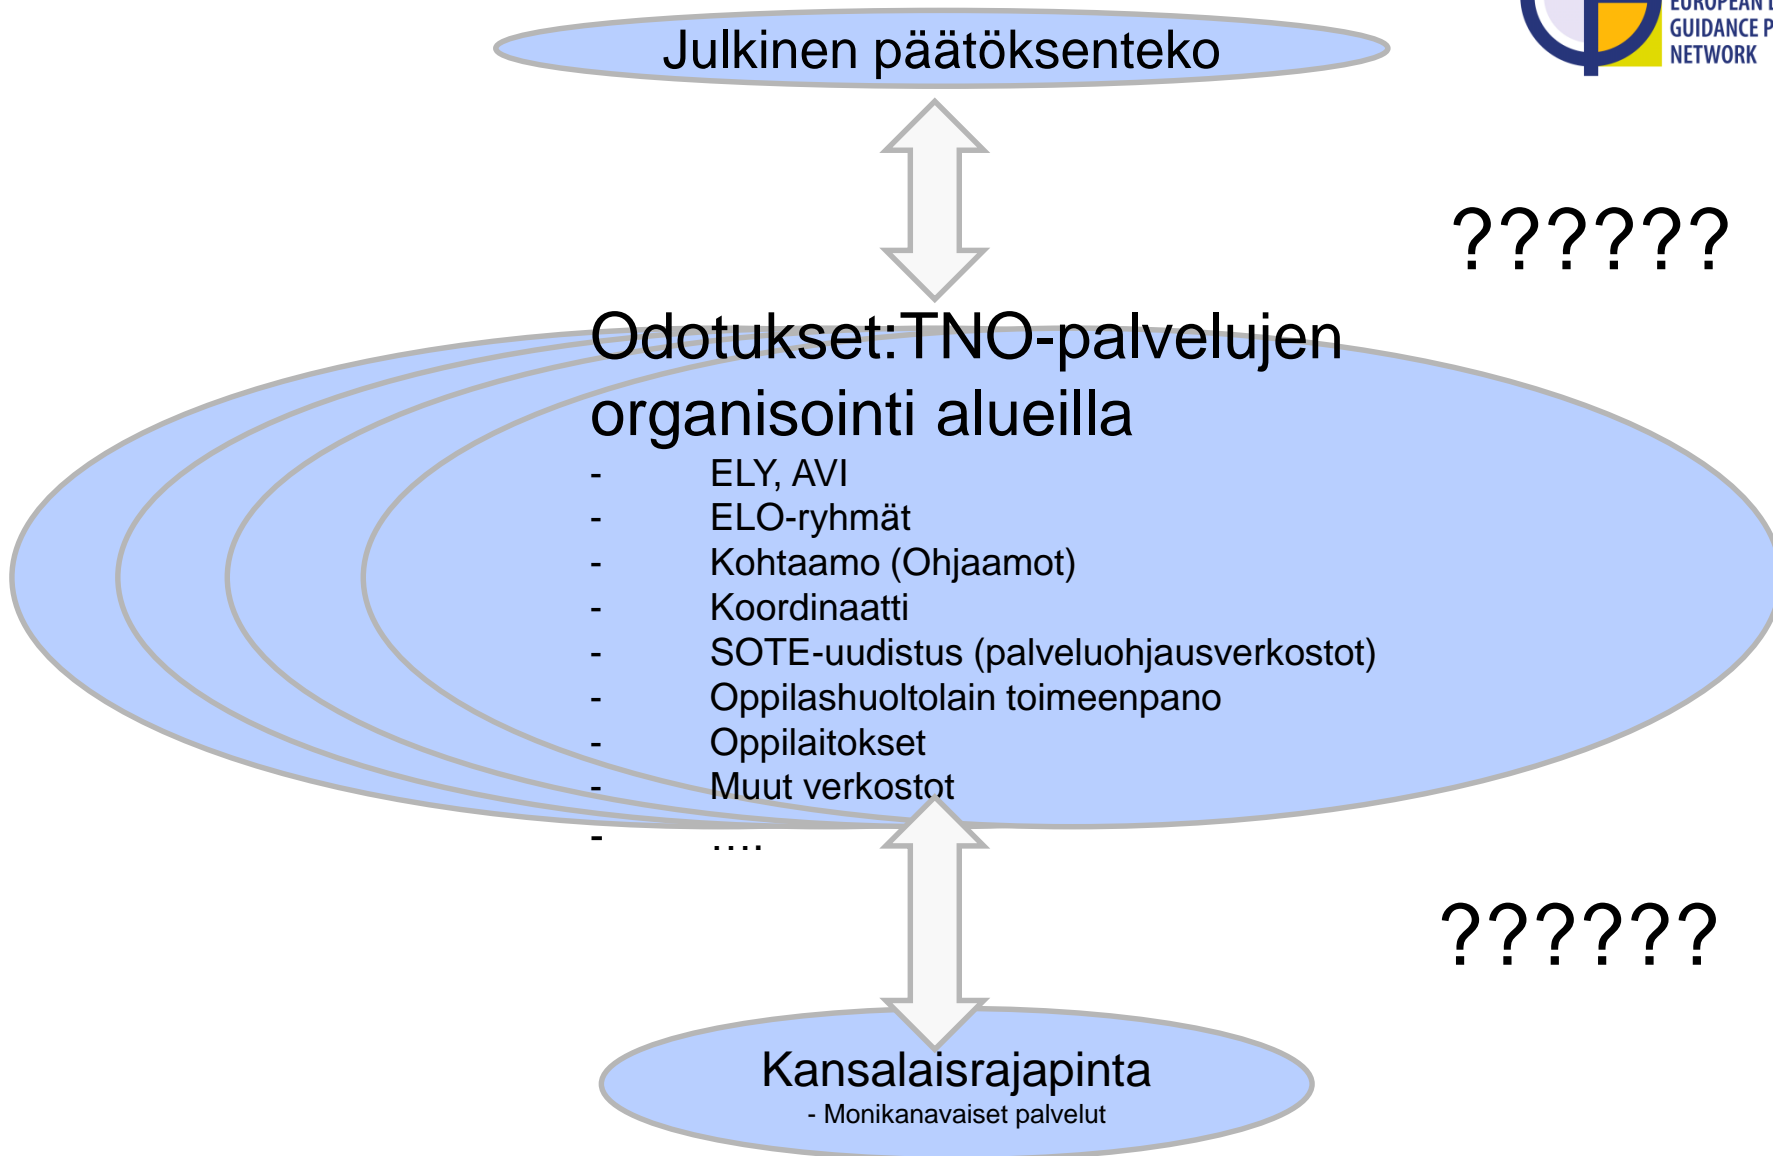 EUROPEAN
GUIDANCE
NETWORK
Julkinen päätöksenteko
??????
Odotukset:TNO-palvelujen
organisointi alueilla
- ELY, AVI
- ELO-ryhmät
- Kohtaamo (Ohjaamot)
- Koordinaatti
- SOTE-uudistus (palveluohjausverkostot)
- Oppilashuoltolain toimeenpano
- Oppilaitokset
- Muut verkostot
- ....
??????
Kansalaisrajapinta
- Monikanavaiset palvelut